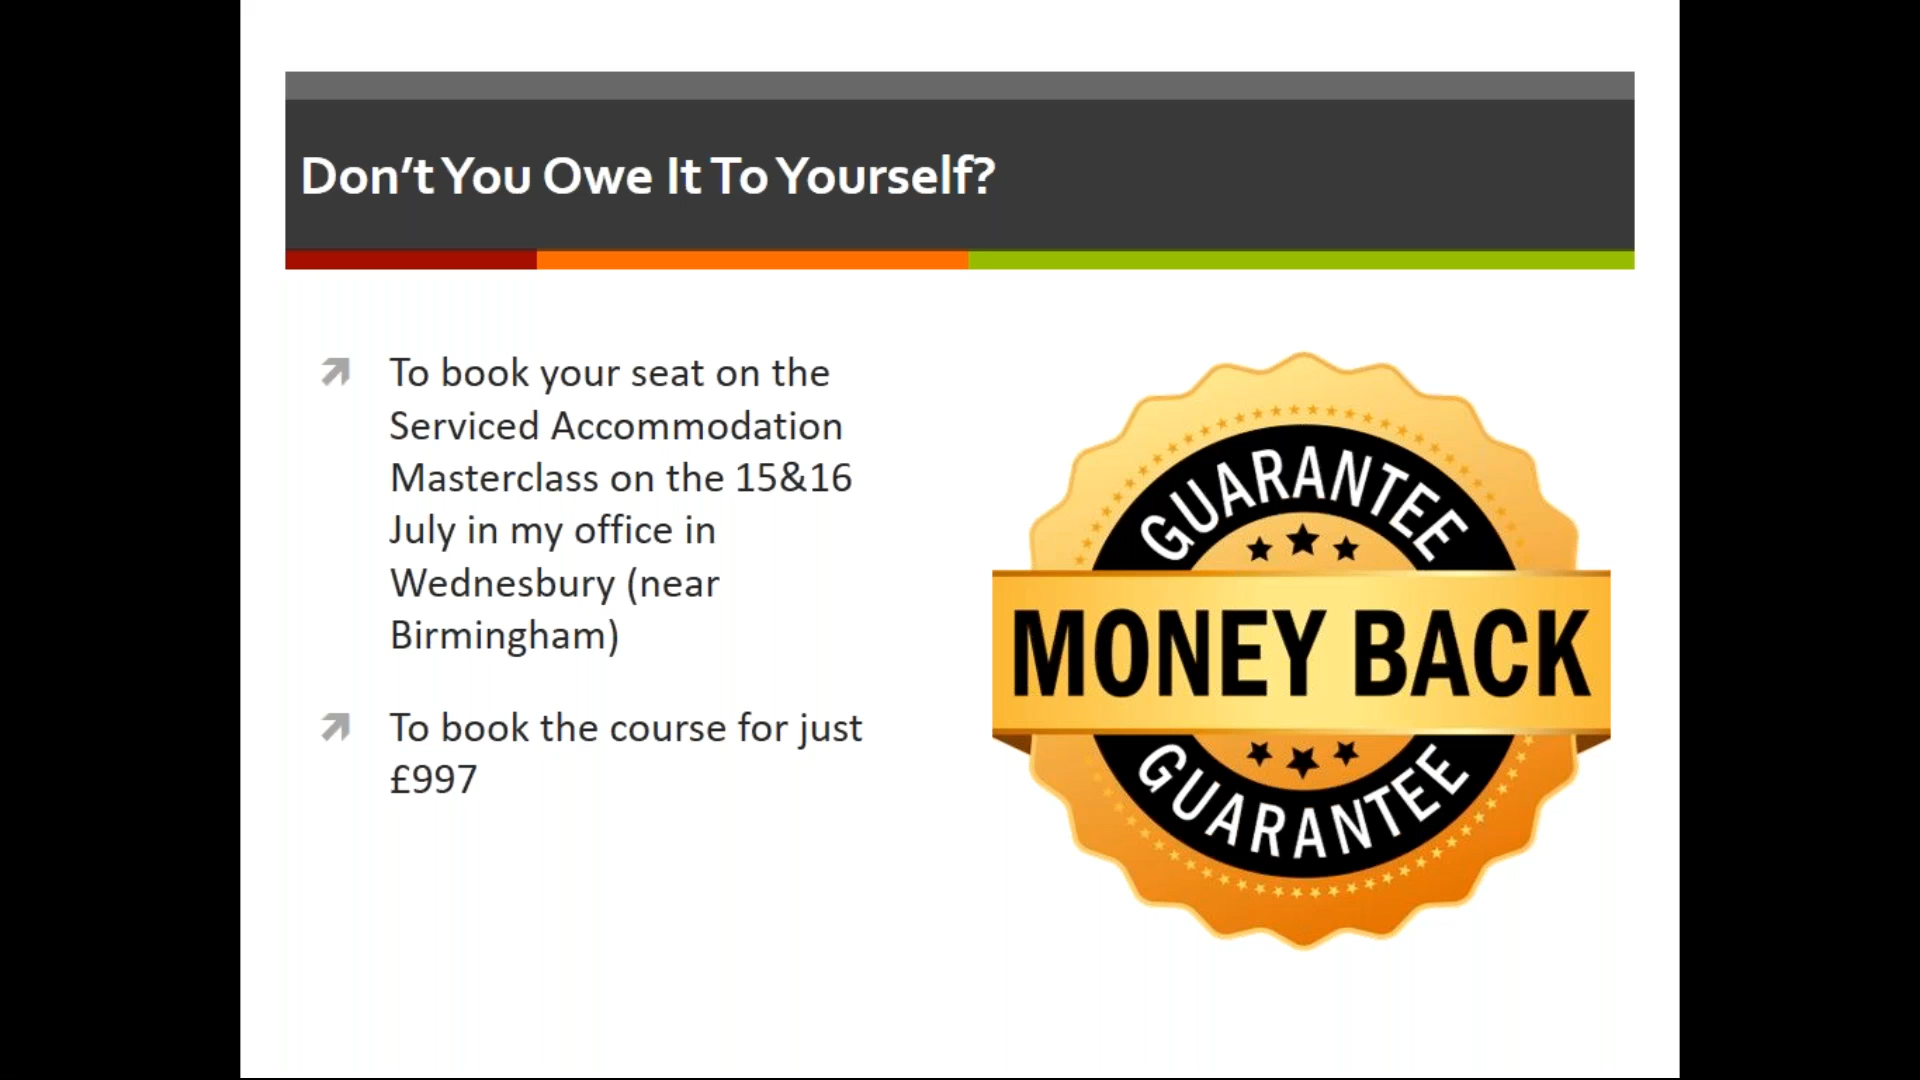 Don't You Owe It To Yourself?
To book your seat on the
Serviced Accommodation
Masterclass on the 15&16
July in my office in
Wednesbury (near
Birmingham)
To book the course for just
£997
GUARANTEE
MONEY BACK
GUARANTEE